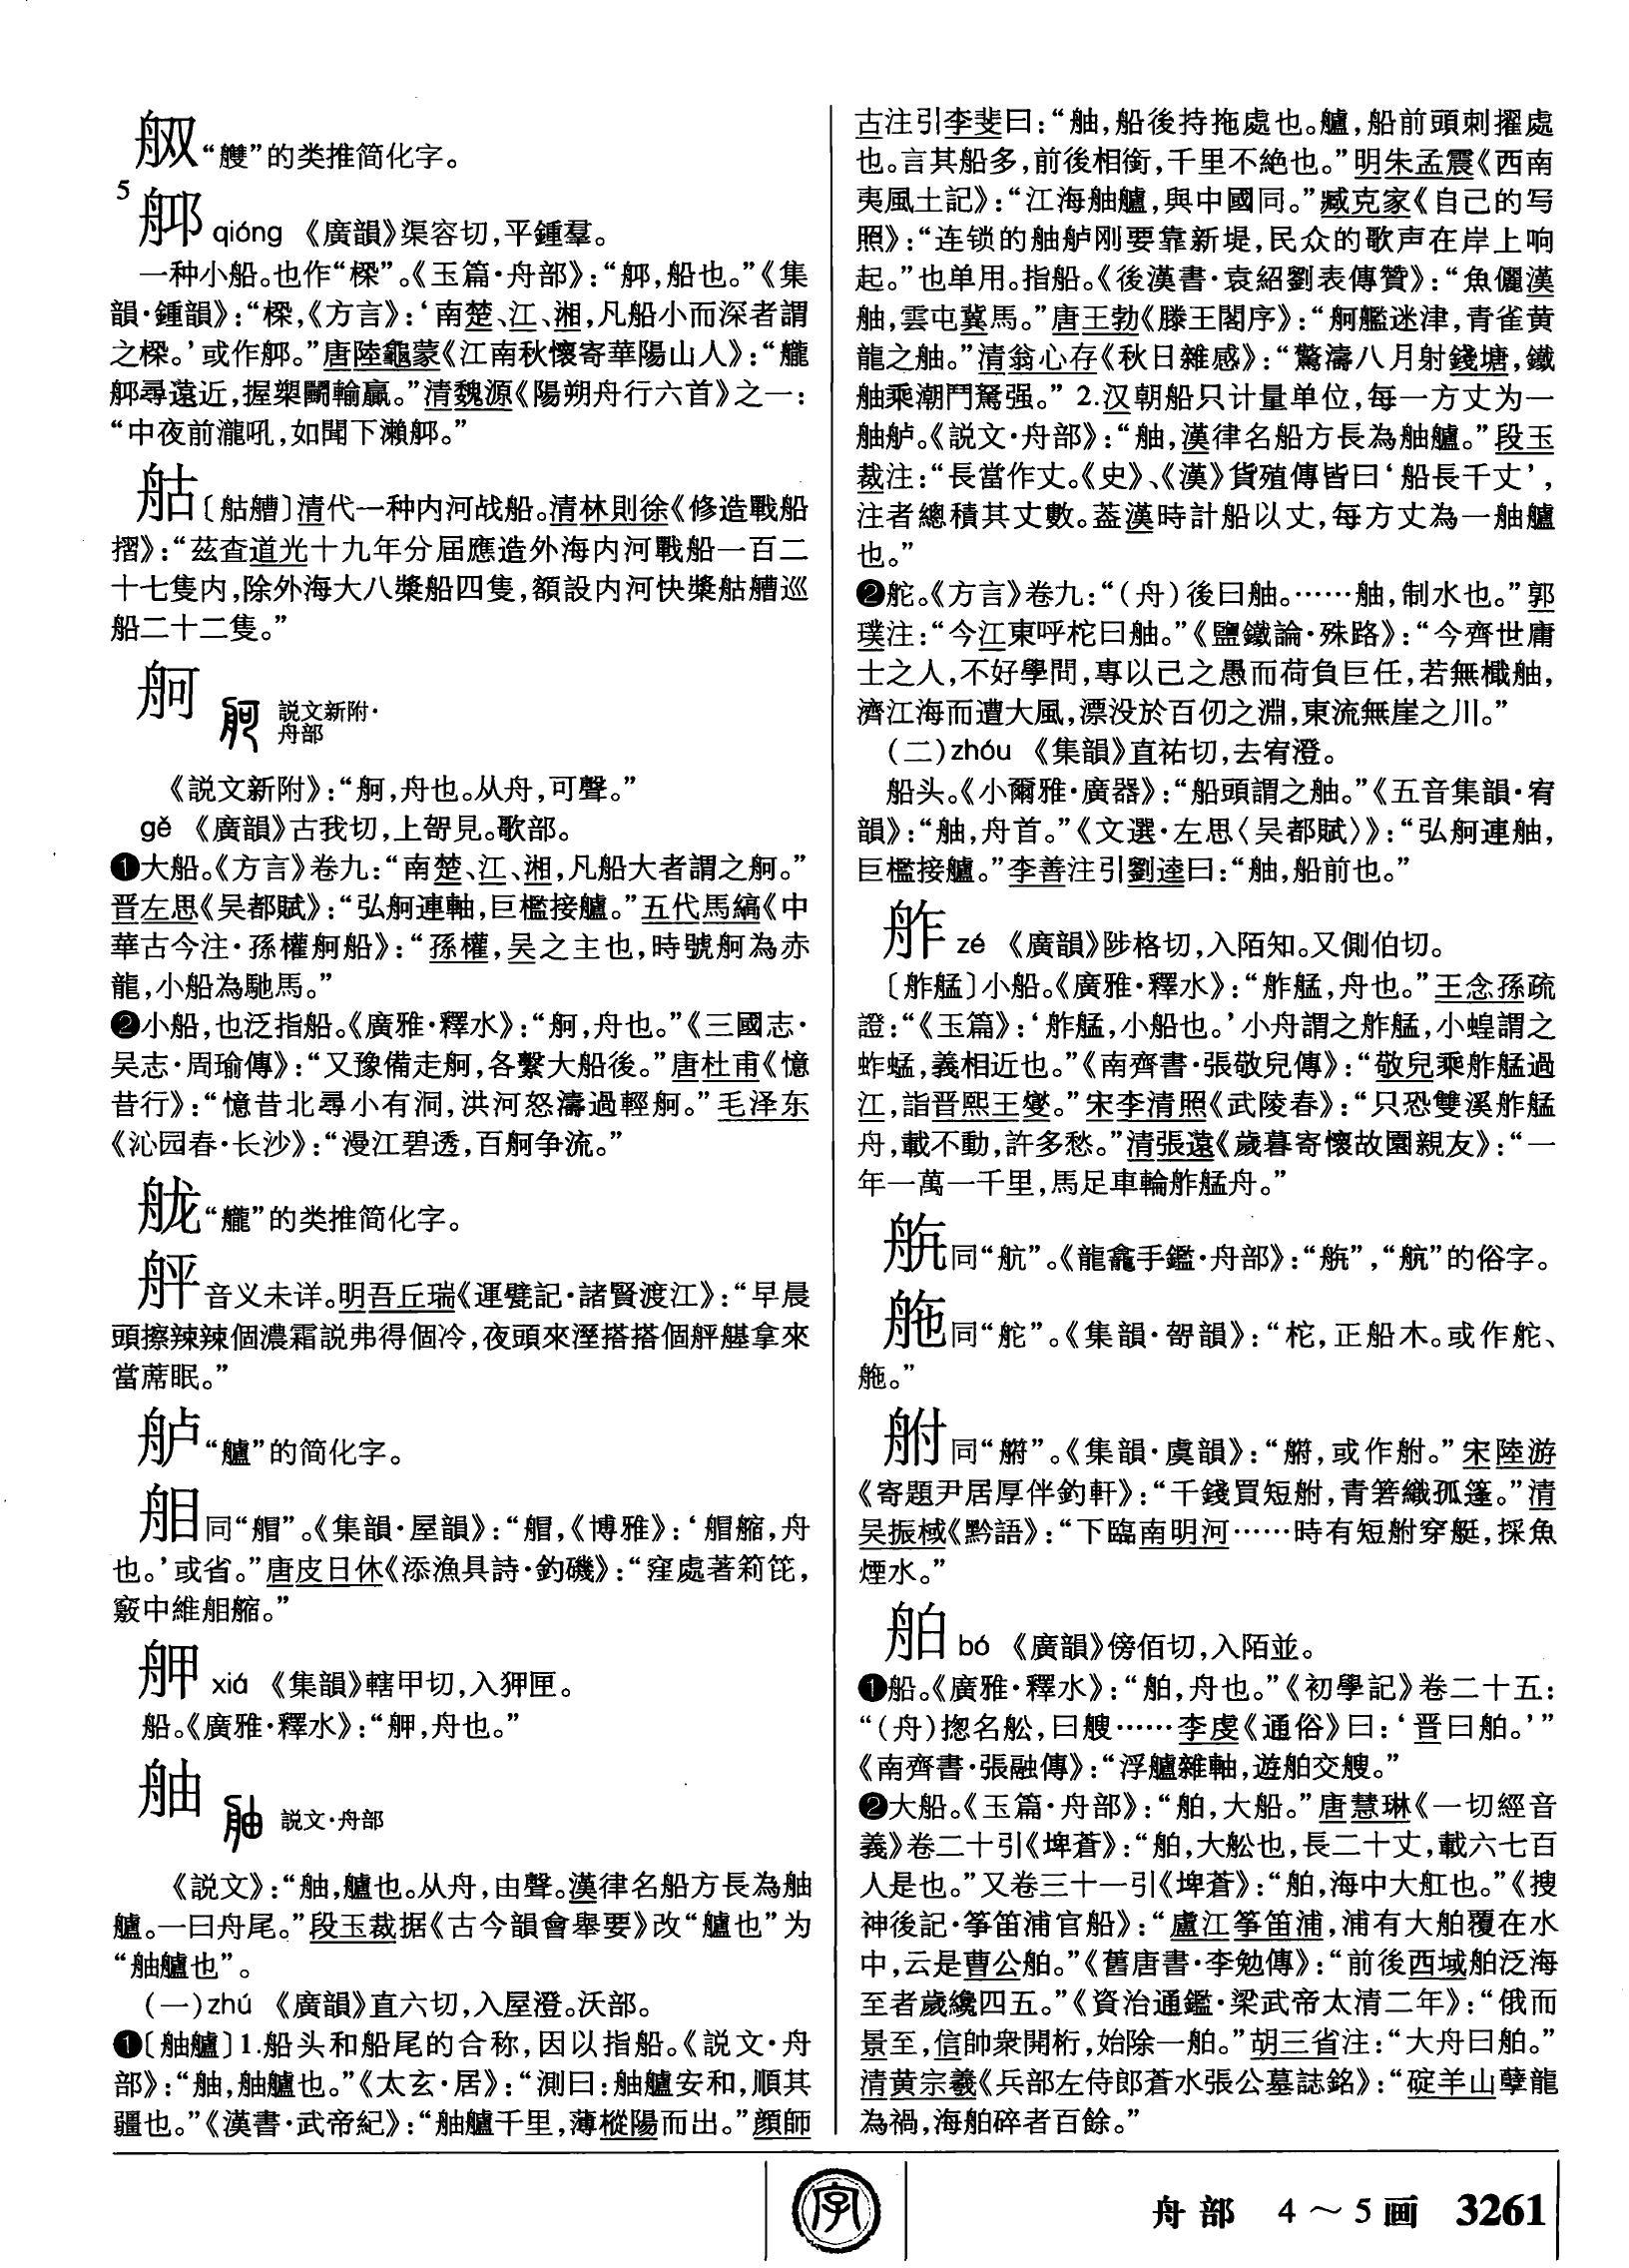 𦨩“艭”的类推简化字。
5
䑪 qióng 《廣韻》渠容切,平鍾羣。
一种小船。也作“樑”。《玉篇·舟部》:“䑪,船也。”《集
韻·鍾韻》:“樑,《方言》:‘南楚、江、湘,凡船小而深者謂
之樑。’或作䑪。”唐陸龜蒙《江南秋懷寄華陽山人》:“艬
䑪尋遠近,握槊鬭輸贏。”清魏源《陽朔舟行六首》之一:
“中夜前瀧吼,如聞下瀨䑪。”
䑩〔䑩艚〕清代一种内河战船。清林則徐《修造戰船
摺》:“茲查道光十九年分届應造外海内河戰船一百二
十七隻内,除外海大八槳船四隻,額設内河快槳䑩艚巡
船二十二隻。”
舸 説文新附·
舟部
《説文新附》:“舸,舟也。从舟,可聲。”
gě 《廣韻》古我切,上哿見。歌部。
❶大船。《方言》卷九:“南楚、江、湘,凡船大者謂之舸。”
晋左思《吴都賦》:“弘舸連軸,巨檻接艫。”五代馬縞《中
華古今注·孫權舸船》:“孫權,吴之主也,時號舸為赤
龍,小船為馳馬。”
❷小船,也泛指船。《廣雅·釋水》:“舸,舟也。”《三國志·
吴志·周瑜傳》:“又豫備走舸,各繫大船後。”唐杜甫《憶
昔行》:“憶昔北尋小有洞,洪河怒濤過輕舸。”毛泽东
《沁园春·长沙》:“漫江碧透,百舸争流。”
“艬”的类推简化字。
音义未详。明吾丘瑞《運甓記·諸賢渡江》:“早晨
頭擦辣辣個濃霜説弗得個冷,夜頭來溼搭搭個拿來
當蓆眠。”
舻“艫”的简化字。
同“艒”。《集韻·屋韻》:“艒,《博雅》:‘艒䑿,舟
也。’或省。”唐皮日休《添漁具詩·釣磯》:“窪處著筣笓,
竅中維䑿。”
舺 xiá 《集韻》轄甲切,入狎匣。
船。《廣雅·釋水》:“舺,舟也。”
舳 説文·舟部
《説文》:“舳,艫也。从舟,由聲。漢律名船方長為舳
艫。一曰舟尾。”段玉裁据《古今韻會舉要》改“艫也”为
“舳艫也”。
(一)zhú 《廣韻》直六切,入屋澄。沃部。
❶〔舳艫〕1.船头和船尾的合称,因以指船。《説文·舟
部》:“舳,舳艫也。”《太玄·居》:“測曰:舳艫安和,順其
疆也。”《漢書·武帝紀》:“舳艫千里,薄樅陽而出。”顔師
古注引李斐曰:“舳,船後持拖處也。艫,船前頭刺擢處
也。言其船多,前後相銜,千里不絶也。”明朱孟震《西南
夷風土記》:“江海舳艫,與中國同。”臧克家《自己的写
照》:“连锁的舳舻刚要靠新堤,民众的歌声在岸上响
起。”也单用。指船。《後漢書·袁紹劉表傳贊》:“魚儷漢
舳,雲屯冀馬。”唐王勃《滕王閣序》:“舸艦迷津,青雀黄
龍之舳。”清翁心存《秋日雜感》:“驚濤八月射錢塘,鐵
舳乘潮鬥駑强。” 2.汉朝船只计量单位,每一方丈为一
舳舻。《説文·舟部》:“舳,漢律名船方長為舳艫。”段玉
裁注:“長當作丈。《史》、《漢》貨殖傳皆曰‘船長千丈’,
注者總積其丈數。葢漢時計船以丈,每方丈為一舳艫
也。”
❷舵。《方言》卷九:“(舟)後曰舳。……舳,制水也。”郭
璞注:“今江東呼柁曰舳。”《鹽鐵論·殊路》:“今齊世庸
士之人,不好學問,專以己之愚而荷負巨任,若無檝舳,
濟江海而遭大風,漂没於百仞之淵,東流無崖之川。”
(二)zhóu 《集韻》直祐切,去宥澄。
船头。《小爾雅·廣器》:“船頭謂之舳。”《五音集韻·宥
韻》:“舳,舟首。”《文選·左思〈吴都賦〉》:“弘舸連舳,
巨檻接艫。”李善注引劉逵曰:“舳,船前也。”
舴 zé 《廣韻》陟格切,入陌知。又側伯切。
〔舴艋〕小船。《廣雅·釋水》:“舴艋,舟也。”王念孫疏
證:“《玉篇》:‘舴艋,小船也。’小舟謂之舴艋,小蝗謂之
蚱蜢,義相近也。”《南齊書·張敬兒傳》:“敬兒乘舴艋過
江,詣晋熙王燮。”宋李清照《武陵春》:“只恐雙溪舴艋
舟,載不動,許多愁。”清張遠《歲暮寄懷故園親友》:“一
年一萬一千里,馬足車輪舴艋舟。”
同“航”。《龍龕手鑑·舟部》:“”,“航”的俗字。
同“舵”。《集韻·哿韻》:“柁,正船木。或作舵、
。”
䑧同“艀”。《集韻·虞韻》:“,或作䑧。”宋陸游
《寄題尹居厚伴釣軒》:“千錢買短䑧,青箬織孤篷。”清
吴振棫《黔語》:“下臨南明河……時有短䑧穿艇,採魚
煙水。”
舶 bó 《廣韻》傍佰切,入陌並。
❶船。《廣雅·釋水》:“舶,舟也。”《初學記》卷二十五:
“(舟)揔名舩,曰艘……李虔《通俗》曰:‘晋曰舶。’”
《南齊書·張融傳》:“浮艫雜軸,遊舶交艘。”
❷大船。《玉篇·舟部》:“舶,大船。”唐慧琳《一切經音
義》卷二十引《埤蒼》:“舶,大舩也,長二十丈,載六七百
人是也。”又卷三十一引《埤蒼》:“舶,海中大舡也。”《搜
神後記·筝笛浦官船》:“盧江筝笛浦,浦有大舶覆在水
中,云是曹公舶。”《舊唐書·李勉傳》:“前後西域舶泛海
至者歲纔四五。”《資治通鑑·梁武帝太清二年》:“俄而
景至,信帥衆開桁,始除一舶。”胡三省注:“大舟曰舶。”
清黄宗羲《兵部左侍郎蒼水張公墓誌銘》:“碇羊山孽龍
為禍,海舶碎者百餘。”
字
舟部 4～5画 3261